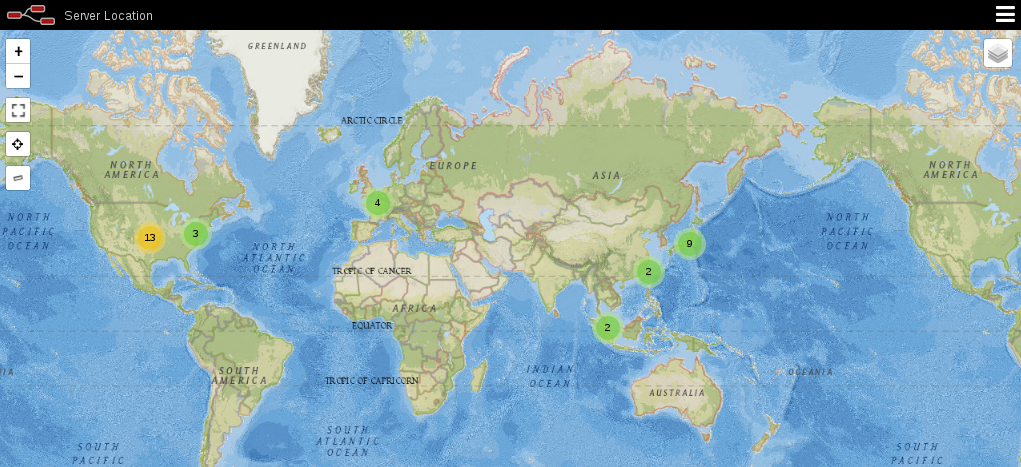 Server Location
GREENLAND
+
−
ARCTIC CIRCLE
NORTH
AMERICA
EUROPE
ASIA
NORTH
AMERICA
4
NORTH
PACIFIC
OCEAN
13
3
NORTH
ATLANTIC
OCEAN
9
NORTH
PACIFIC
OCEAN
TROPIC OF CANCER
2
AFRICA
EQUATOR
2
SOUTH
AMERICA
INDIAN
OCEAN
IA
OCEANIA
TROPIC OF CAPRICORN
AUSTRALIA
SOUTH
ATLANTIC
OCEAN
SOUTH
PACIFIC
SOUTH
PACIFIC